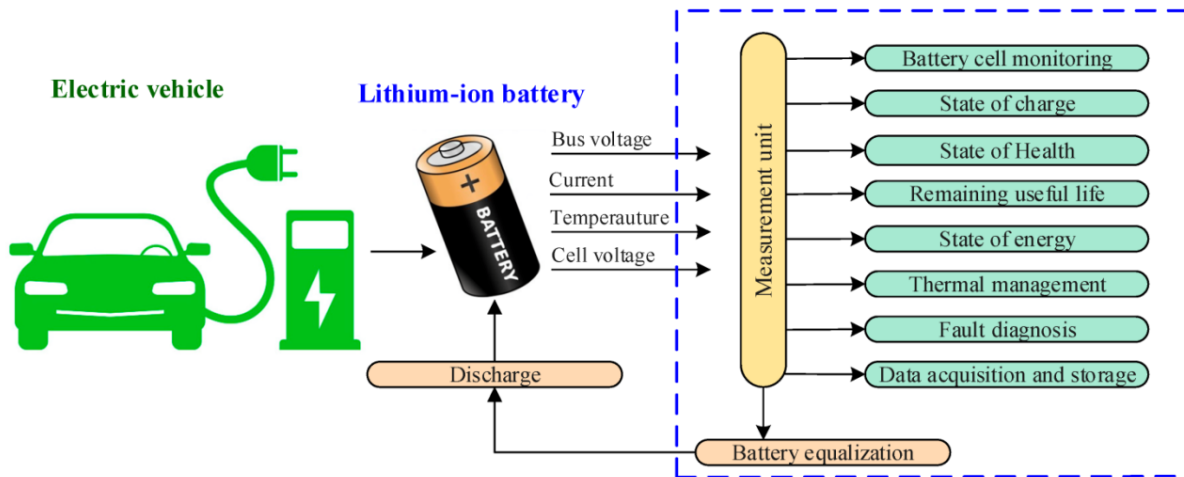 Electric vehicle
Lithium-ion battery
BATTERY
Bus voltage
Current
Temperauture
Cell voltage
Measurement unit
Battery cell monitoring
State of charge
State of Health
Remaining useful life
State of energy
Thermal management
Fault diagnosis
Data acquisition and storage
Discharge
Battery equalization